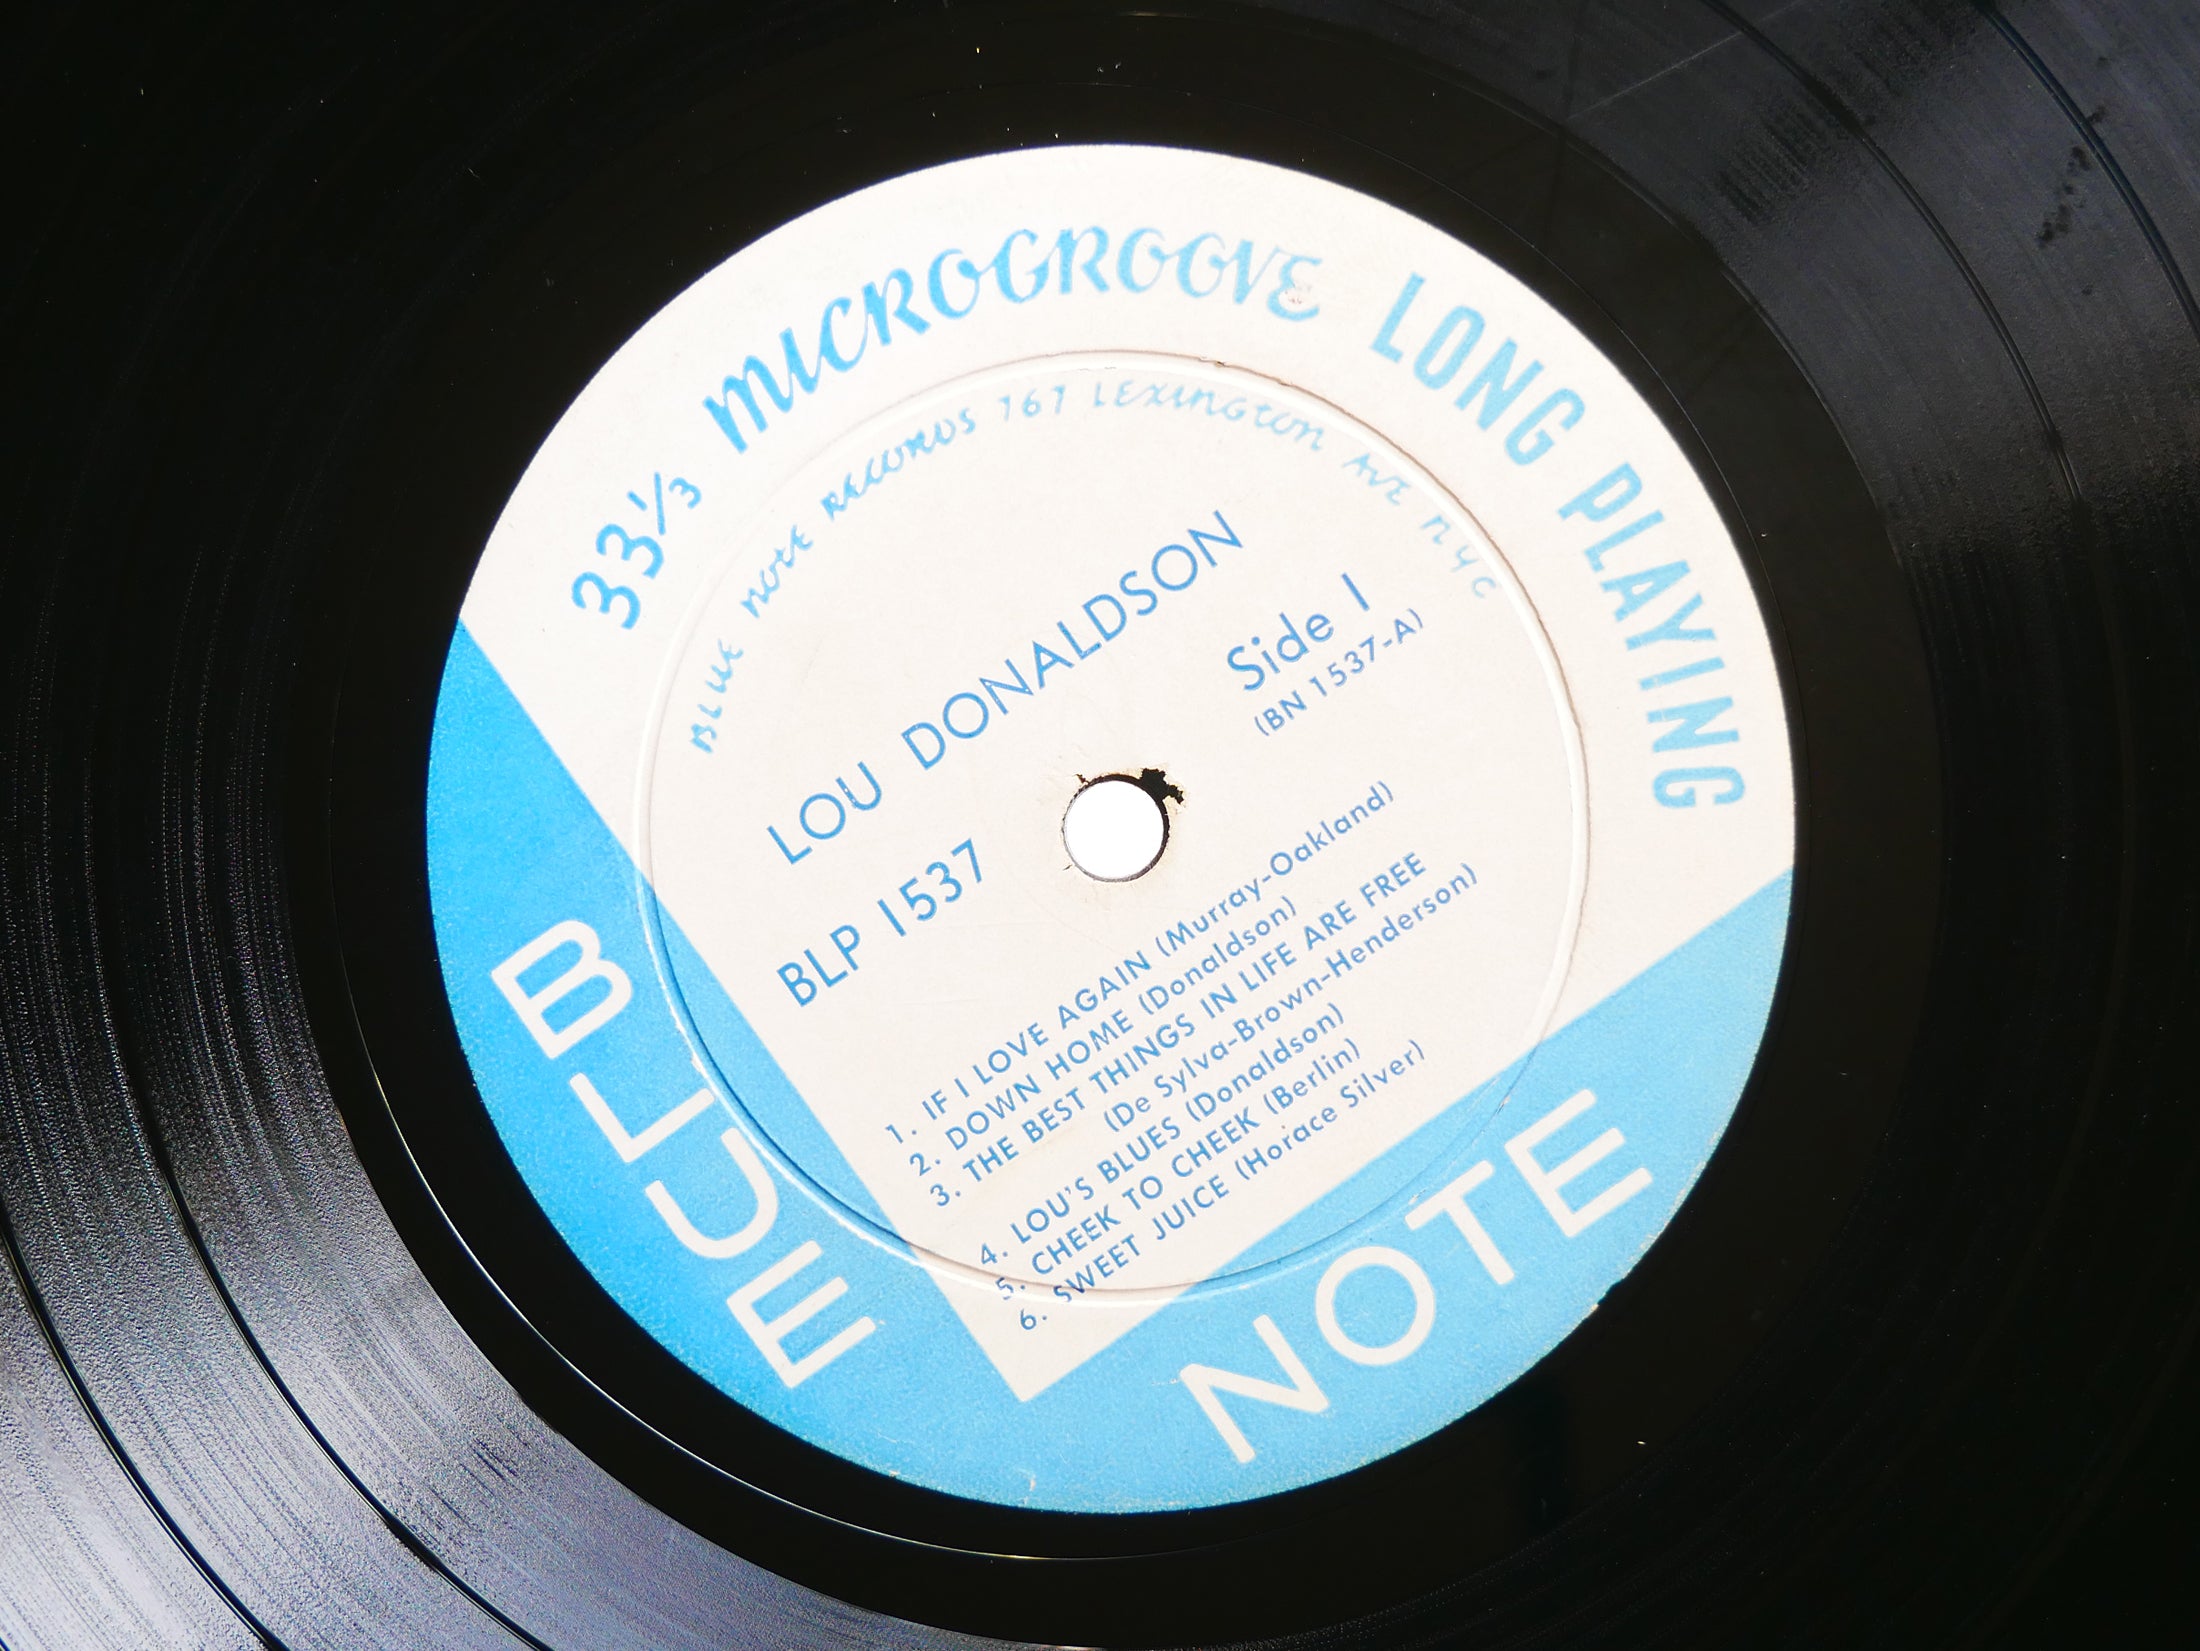 33⅓ MICROGROOVE LONG PLAYING
BLUE NOTE RECORDS 767 LEXINGTON AVE NYC
LOU DONALDSON
Side 1
(BN 1537-A)
BLP 1537
1. IF I LOVE AGAIN (Murray-Oakland)
2. DOWN HOME (Donaldson)
3. THE BEST THINGS IN LIFE ARE FREE
(De Sylva-Brown-Henderson)
4. LOU'S BLUES (Donaldson)
5. CHEEK TO CHEEK (Berlin)
6. SWEET JUICE (Horace Silver)
BLUE
NOTE